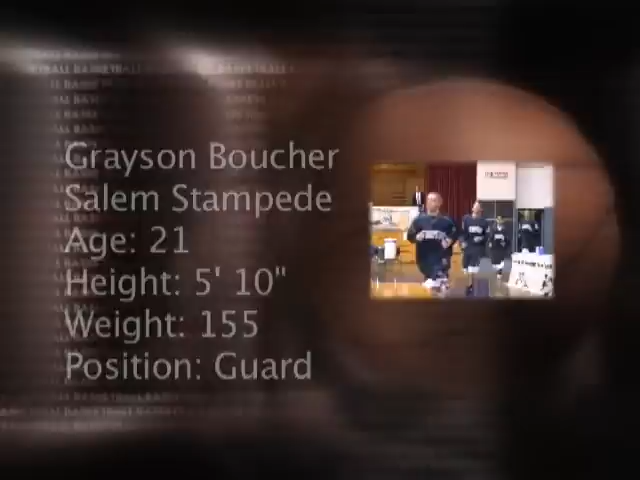 Grayson Boucher
Salem Stampede
Age: 21
Height: 5' 10"
Weight: 155
Position: Guard